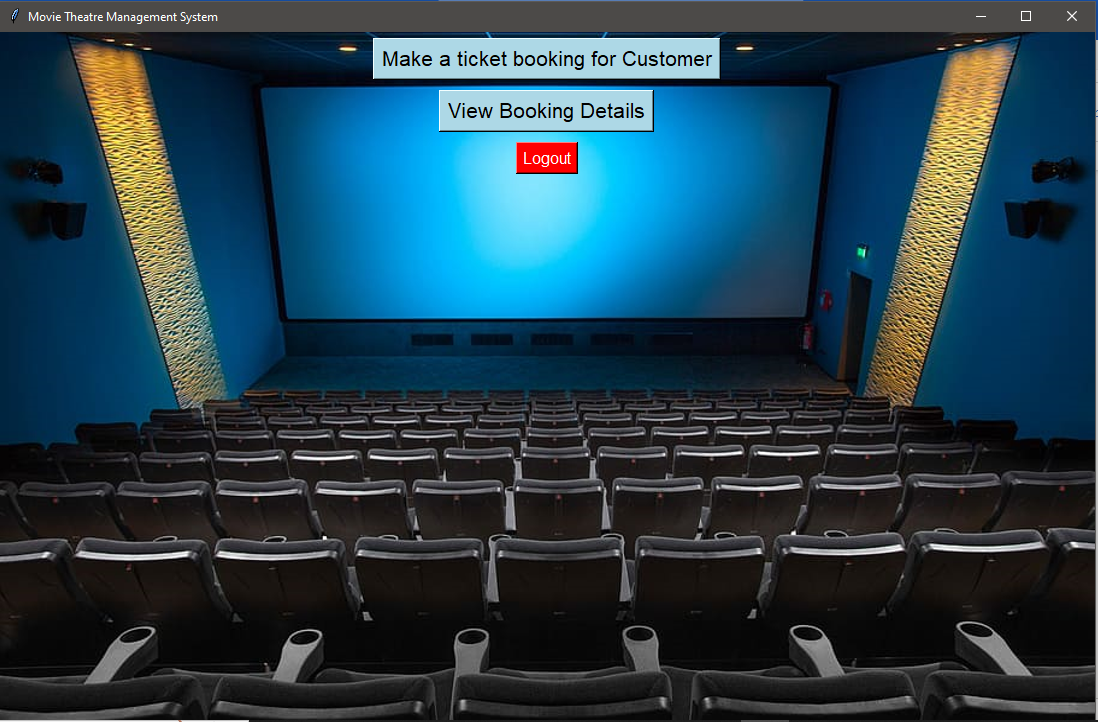 Movie Theatre Management System
Make a ticket booking for Customer
View Booking Details
Logout